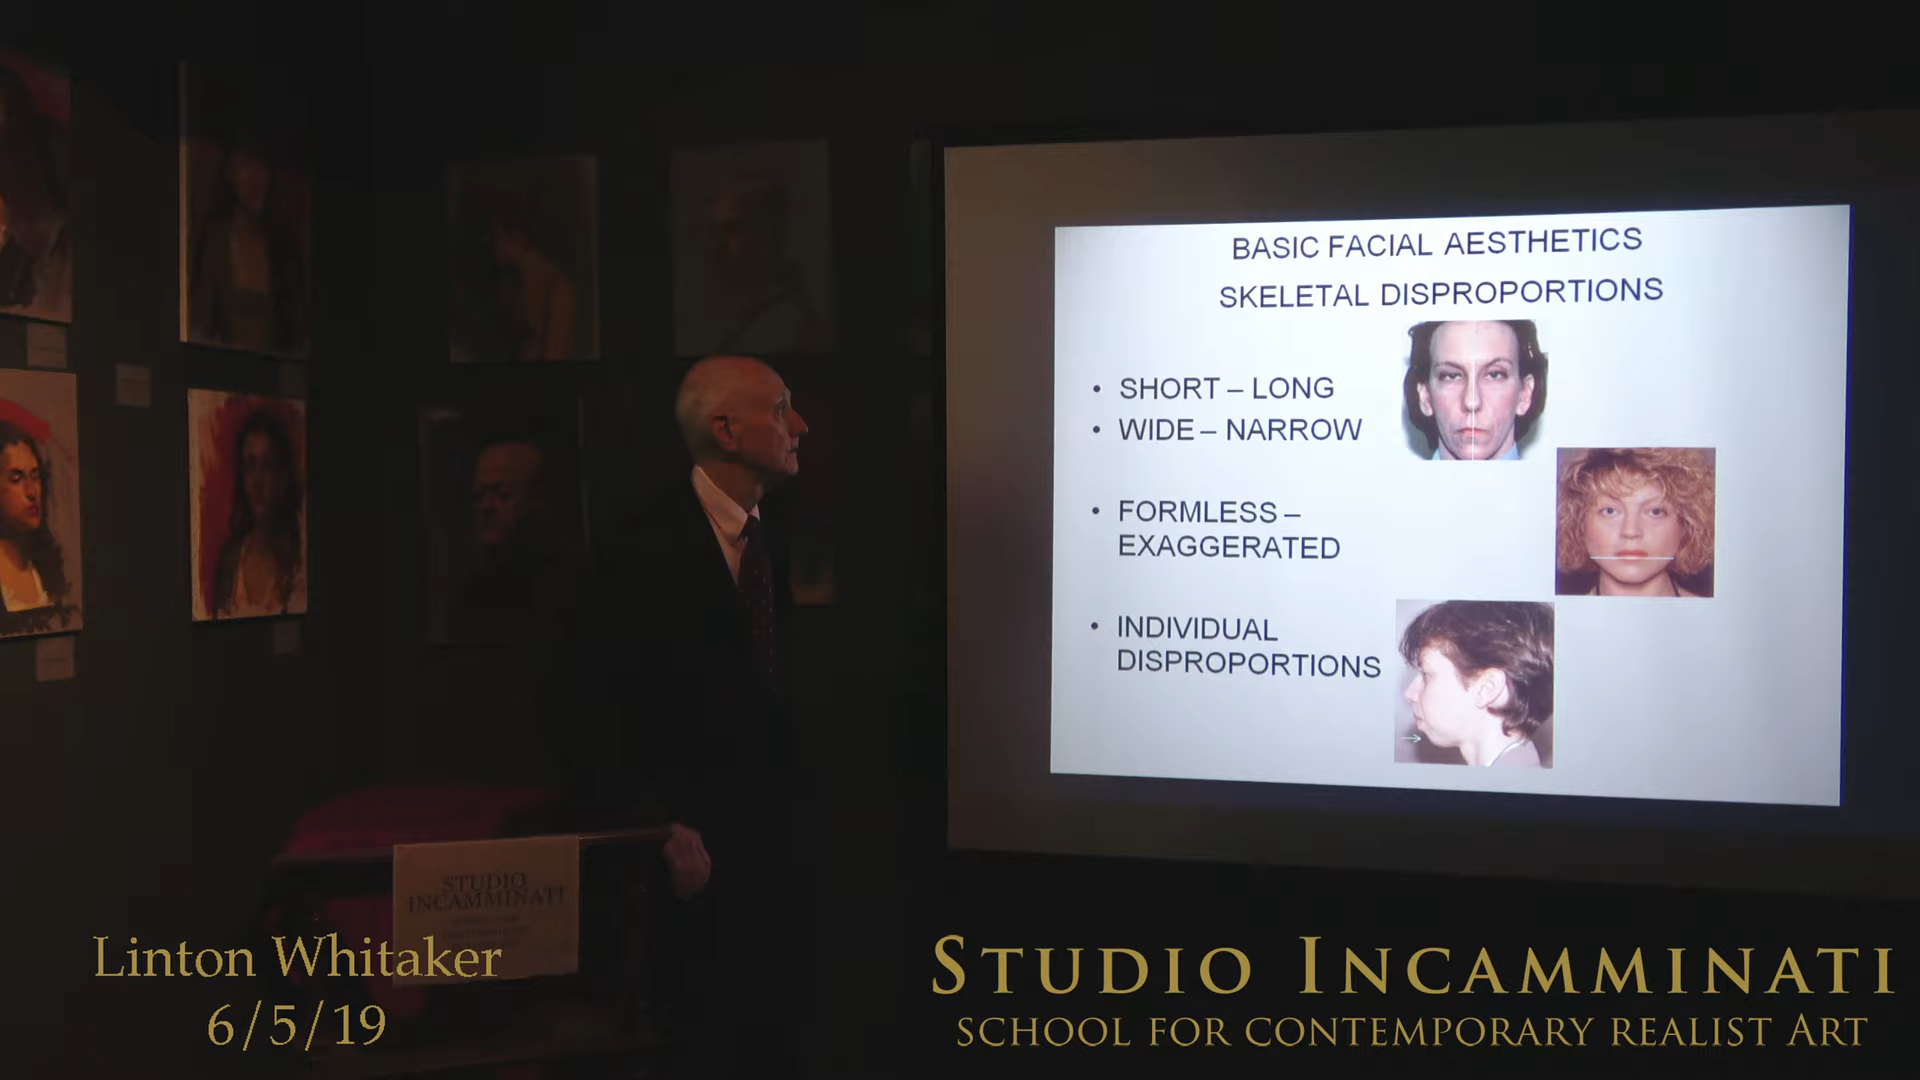 BASIC FACIAL AESTHETICS
SKELETAL DISPROPORTIONS
• SHORT – LONG
• WIDE – NARROW
• FORMLESS –
EXAGGERATED
• INDIVIDUAL
DISPROPORTIONS
STUDIO
INCAMMINATI
Linton Whitaker
6/5/19
STUDIO INCAMMINATI
SCHOOL FOR CONTEMPORARY REALIST ART